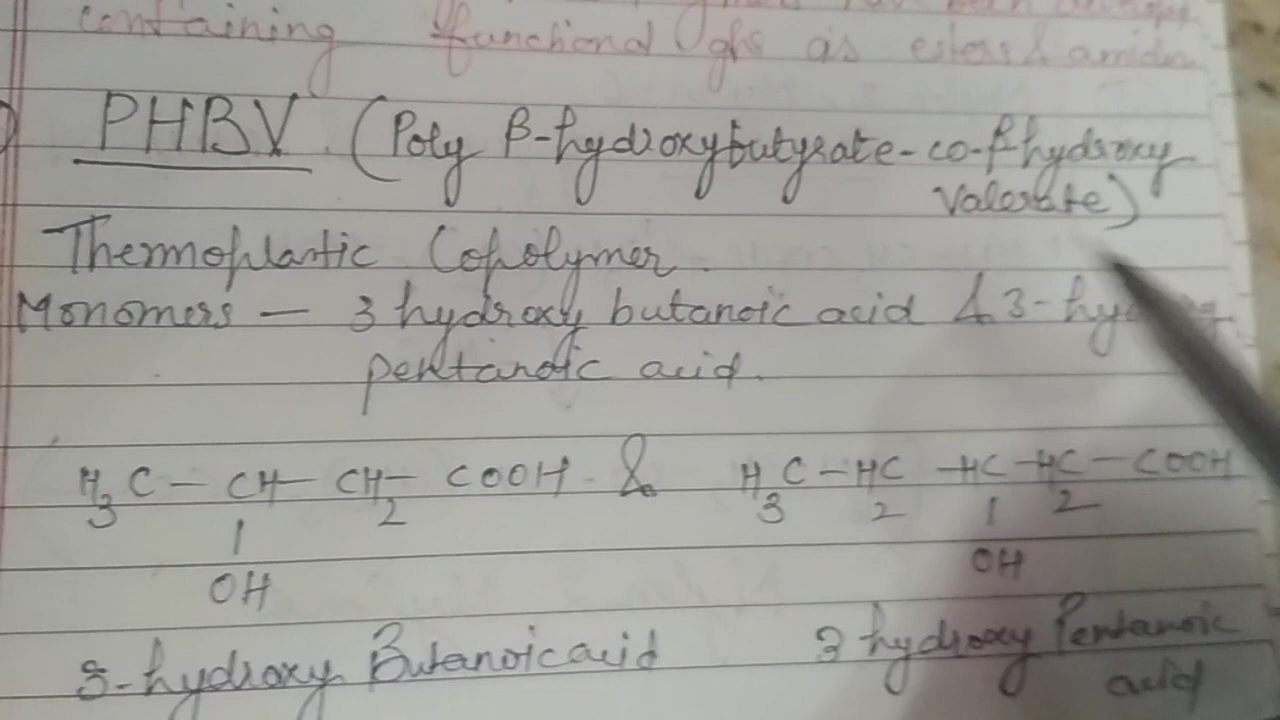 containing functional gps as esters & amides
PHBV (Poly β-hydroxybutyrate-co-β hydroxy
valerate)
Thermoplastic Copolymer
Monomers — 3 hydroxy butanoic acid & 3-hydroxy
pentanoic acid.
H3C - CH - CH2 - COOH & H3C - H2C - HC - H2C - COOH
OH OH
3-hydroxy Butanoic acid 3 hydroxy Pentanoic
acid